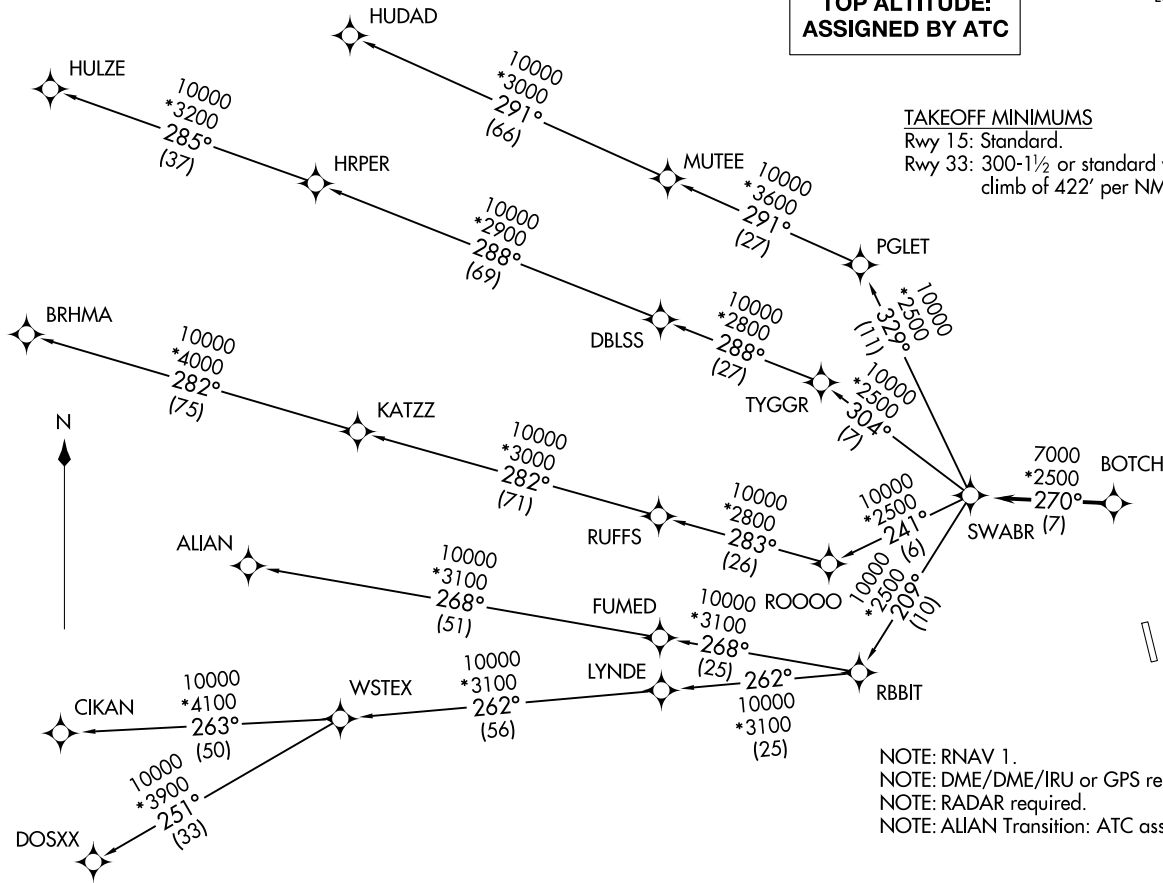 TOP ALTITUDE:
ASSIGNED BY ATC
HUDAD
HULZE
10000
*3000
291°
(66)
10000
*3200
285°
(37)
TAKEOFF MINIMUMS
Rwy 15: Standard.
Rwy 33: 300-1½ or standard
climb of 422' per NM
HRPER
MUTEE
10000
*3600
291°
(27)
10000
*2900
288°
(69)
PGLET
10000
*2500
329°
(11)
BRHMA
10000
*4000
282°
(75)
DBLSS
10000
*2800
288°
(27)
TYGGR
10000
*2500
304°
(7)
N
KATZZ
10000
*3000
282°
(71)
7000
*2500
270°
(7)
BOTCH
SWABR
RUFFS
10000
*2800
283°
(26)
10000
*2500
241°
(6)
ROOOO
10000
*2500
209°
(10)
ALIAN
10000
*3100
268°
(51)
FUMED
10000
*3100
268°
(25)
RBBIT
LYNDE
262°
10000
*3100
(25)
WSTEX
10000
*3100
262°
(56)
CIKAN
10000
*4100
263°
(50)
10000
*3900
251°
(33)
DOSXX
NOTE: RNAV 1.
NOTE: DME/DME/IRU or GPS
NOTE: RADAR required.
NOTE: ALIAN Transition: ATC